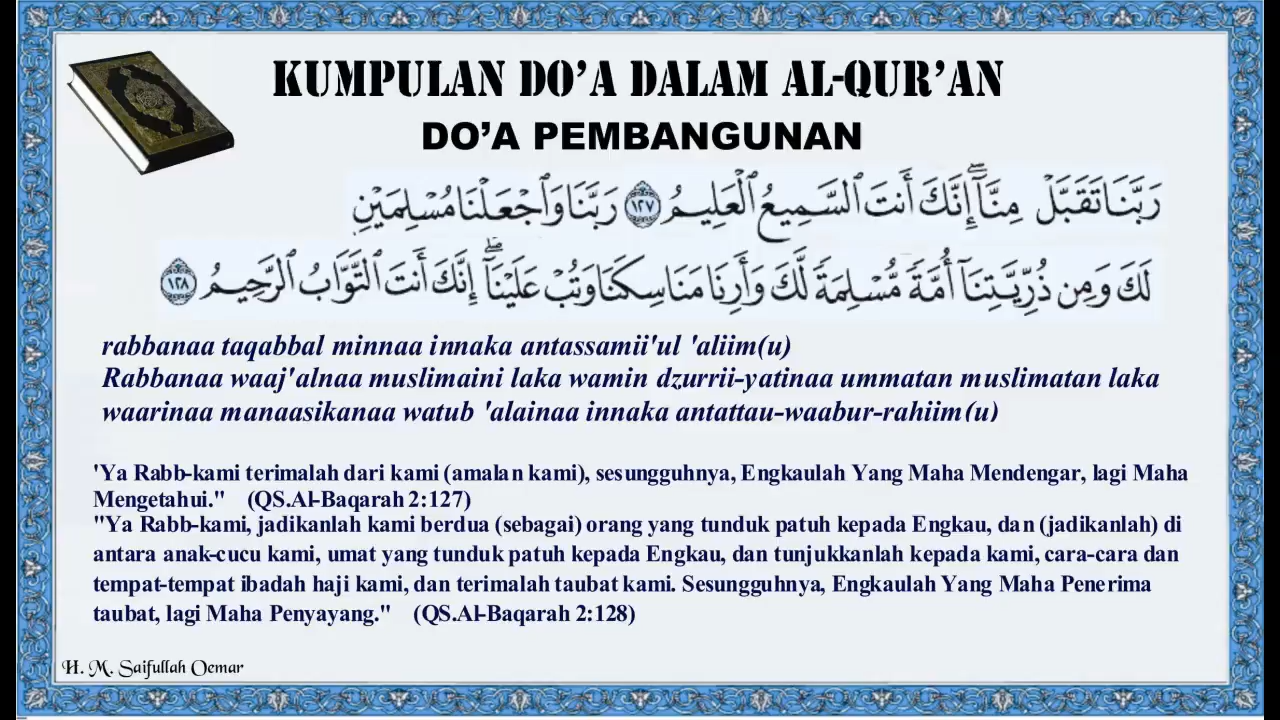 KUMPULAN DO’A DALAM AL-QUR’AN
DO’A PEMBANGUNAN
رَبَّنَا تَقَبَّلْ مِنَّآ ۖ إِنَّكَ أَنتَ ٱلسَّمِيعُ ٱلْعَلِيمُ ١٢٧ رَبَّنَا وَٱجْعَلْنَا مُسْلِمَيْنِ
لَكَ وَمِن ذُرِّيَّتِنَآ أُمَّةً مُّسْلِمَةً لَّكَ وَأَرِنَا مَنَاسِكَنَا وَتُبْ عَلَيْنَآ ۖ إِنَّكَ أَنتَ ٱلتَّوَّابُ ٱلرَّحِيمُ ١٢٨
rabbanaa taqabbal minnaa innaka antassamii'ul 'aliim(u)
Rabbanaa waaj'alnaa muslimaini laka wamin dzurrii-yatinaa ummatan muslimatan laka
waarinaa manaasikanaa watub 'alainaa innaka antattau-waabur-rahiim(u)
'Ya Rabb-kami terimalah dari kami (amalan kami), sesungguhnya, Engkaulah Yang Maha Mendengar, lagi Maha
Mengetahui." (QS.Al-Baqarah 2:127)
"Ya Rabb-kami, jadikanlah kami berdua (sebagai) orang yang tunduk patuh kepada Engkau, dan (jadikanlah) di
antara anak-cucu kami, umat yang tunduk patuh kepada Engkau, dan tunjukkanlah kepada kami, cara-cara dan
tempat-tempat ibadah haji kami, dan terimalah taubat kami. Sesungguhnya, Engkaulah Yang Maha Penerima
taubat, lagi Maha Penyayang." (QS.Al-Baqarah 2:128)
H. M. Saifullah Oemar